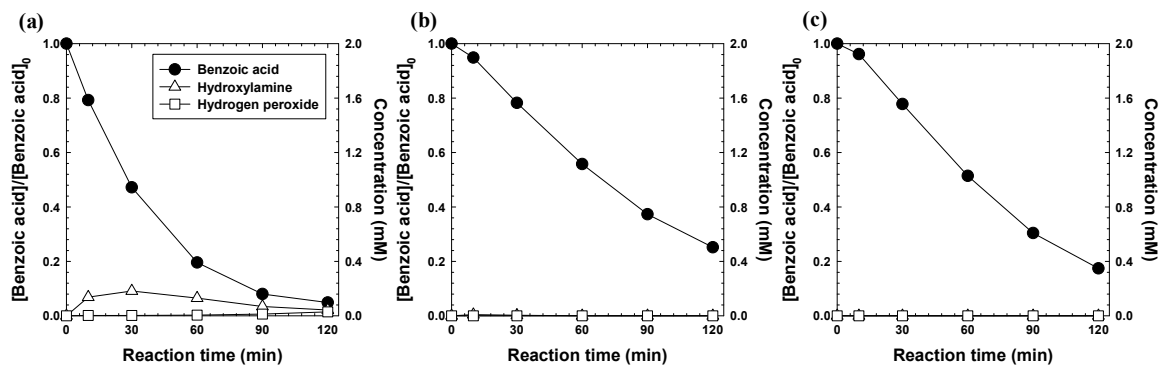 (a)
[Benzoic acid]/[Benzoic acid]0
1.0
0.8
0.6
0.4
0.2
0.0
Benzoic acid
Hydroxylamine
Hydrogen peroxide
2.0
1.6
1.2
0.8
0.4
0.0
Concentration (mM)
0 30 60 90 120
Reaction time (min)
(b)
[Benzoic acid]/[Benzoic acid]0
1.0
0.8
0.6
0.4
0.2
0.0
2.0
1.6
1.2
0.8
0.4
0.0
Concentration (mM)
0 30 60 90 120
Reaction time (min)
(c)
[Benzoic acid]/[Benzoic acid]0
1.0
0.8
0.6
0.4
0.2
0.0
2.0
1.6
1.2
0.8
0.4
0.0
Concentration (mM)
0 30 60 90 120
Reaction time (min)